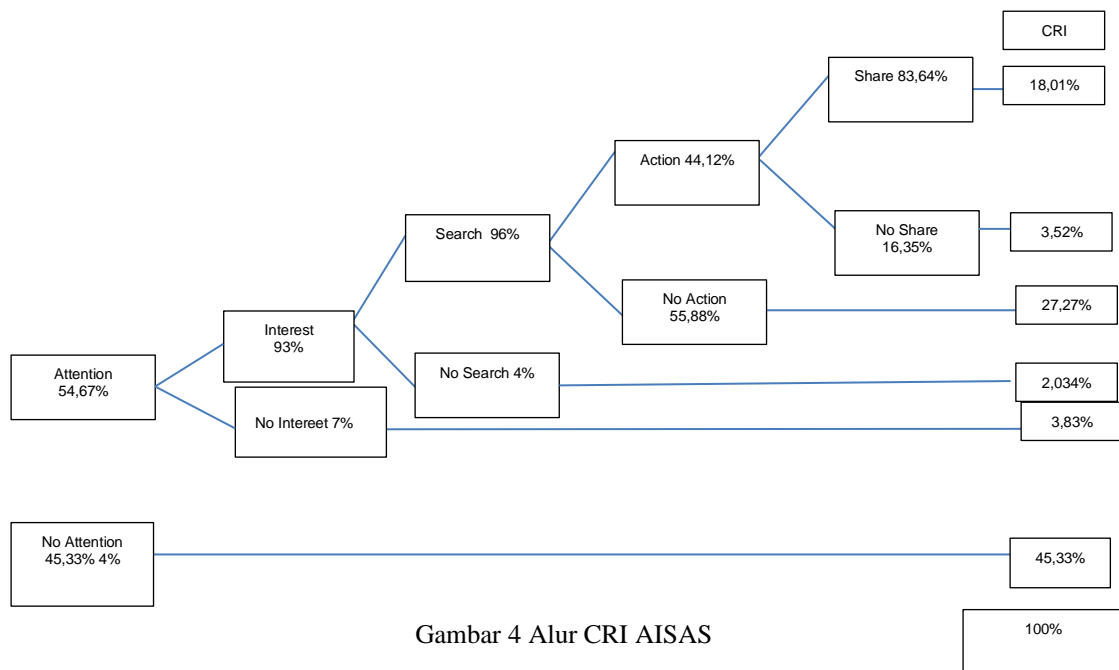 CRI
Share 83,64%
18,01%
Action 44,12%
No Share
16,35%
3,52%
Search 96%
No Action
55,88%
27,27%
Interest
93%
No Search 4%
2,034%
Attention
54,67%
No Intereet 7%
3,83%
No Attention
45,33% 4%
45,33%
100%
Gambar 4 Alur CRI AISAS